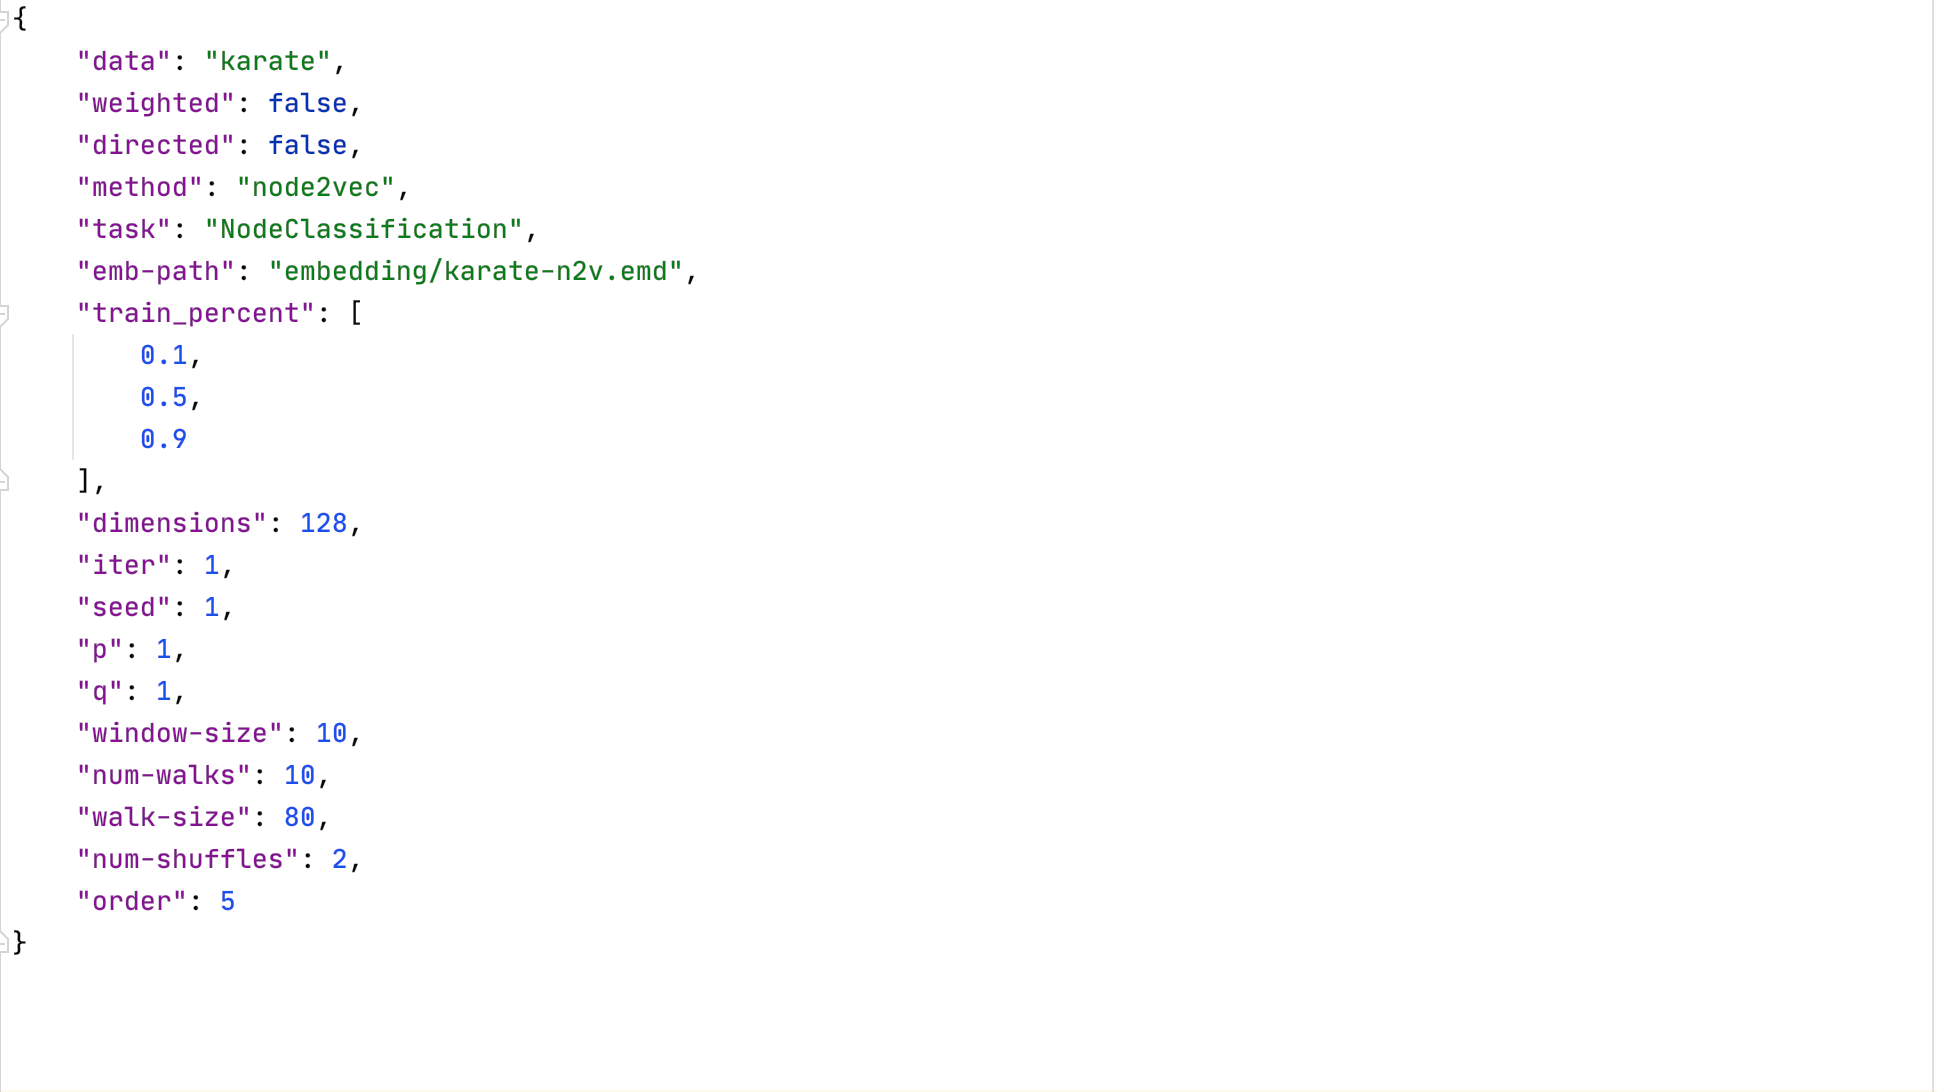 {
    "data": "karate",
    "weighted": false,
    "directed": false,
    "method": "node2vec",
    "task": "NodeClassification",
    "emb-path": "embedding/karate-n2v.emd",
    "train_percent": [
        0.1,
        0.5,
        0.9
    ],
    "dimensions": 128,
    "iter": 1,
    "seed": 1,
    "p": 1,
    "q": 1,
    "window-size": 10,
    "num-walks": 10,
    "walk-size": 80,
    "num-shuffles": 2,
    "order": 5
}